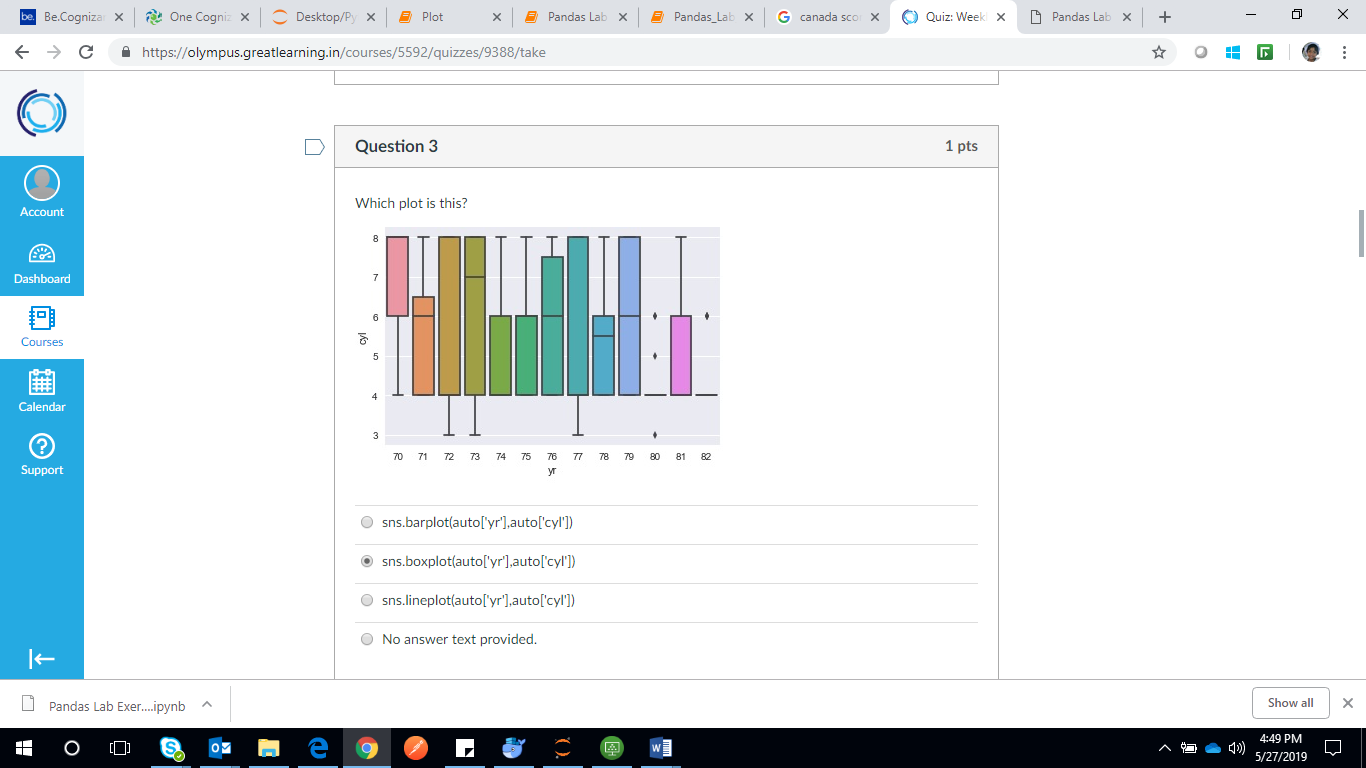 be. Be.Cogniza
One Cogniz
Desktop/Py
Plot
Pandas Lab
Pandas_Lab
canada scor
Quiz: Week
Pandas Lab
https://olympus.greatlearning.in/courses/5592/quizzes/9388/take
Account
Dashboard
Courses
Calendar
Support
Question 3
1 pts
Which plot is this?
8
7
6
5
4
3
cyl
70 71 72 73 74 75 76 77 78 79 80 81 82
yr
sns.barplot(auto['yr'],auto['cyl'])
sns.boxplot(auto['yr'],auto['cyl'])
sns.lineplot(auto['yr'],auto['cyl'])
No answer text provided.
Pandas Lab Exer....ipynb
Show all
4:49 PM
5/27/2019